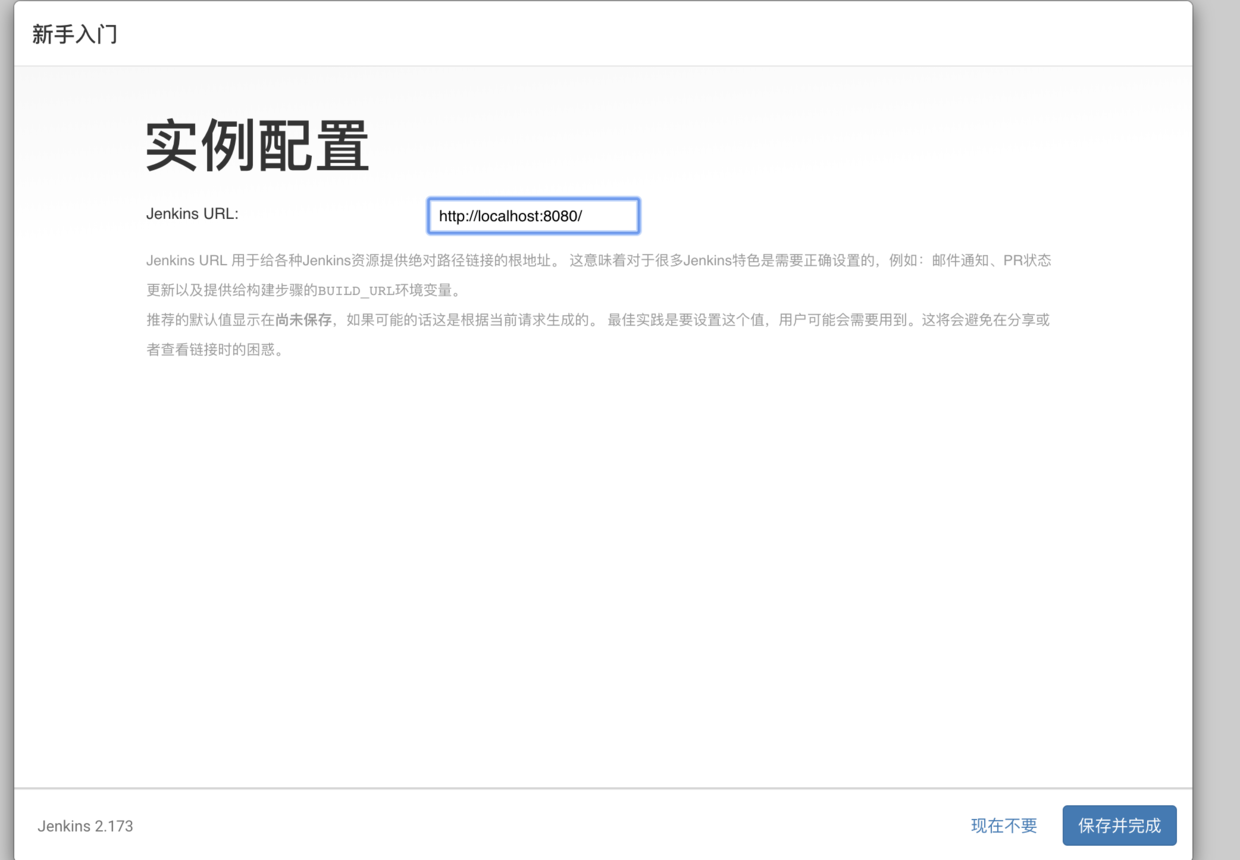 新手入门
实例配置
Jenkins URL:
http://localhost:8080/
Jenkins URL 用于给各种Jenkins资源提供绝对路径链接的根地址。 这意味着对于很多Jenkins特色是需要正确设置的，例如：邮件通知、PR状态
更新以及提供给构建步骤的BUILD_URL环境变量。
推荐的默认值显示在尚未保存，如果可能的话这是根据当前请求生成的。 最佳实践是要设置这个值，用户可能会需要用到。这将会避免在分享或
者查看链接时的困惑。
Jenkins 2.173
现在不要
保存并完成